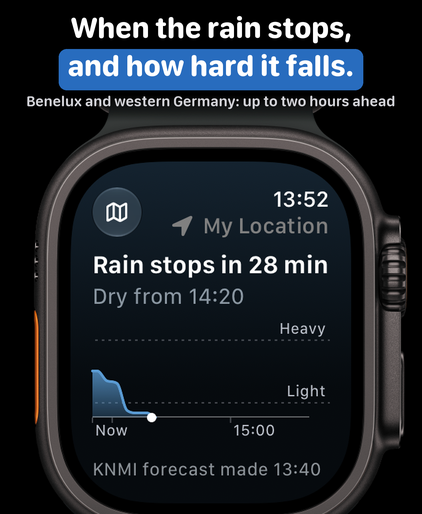 When the rain stops,
and how hard it falls.
Benelux and western Germany: up to two hours ahead
13:52
My Location
Rain stops in 28 min
Dry from 14:20
Heavy
Light
Now
15:00
KNMI forecast made 13:40